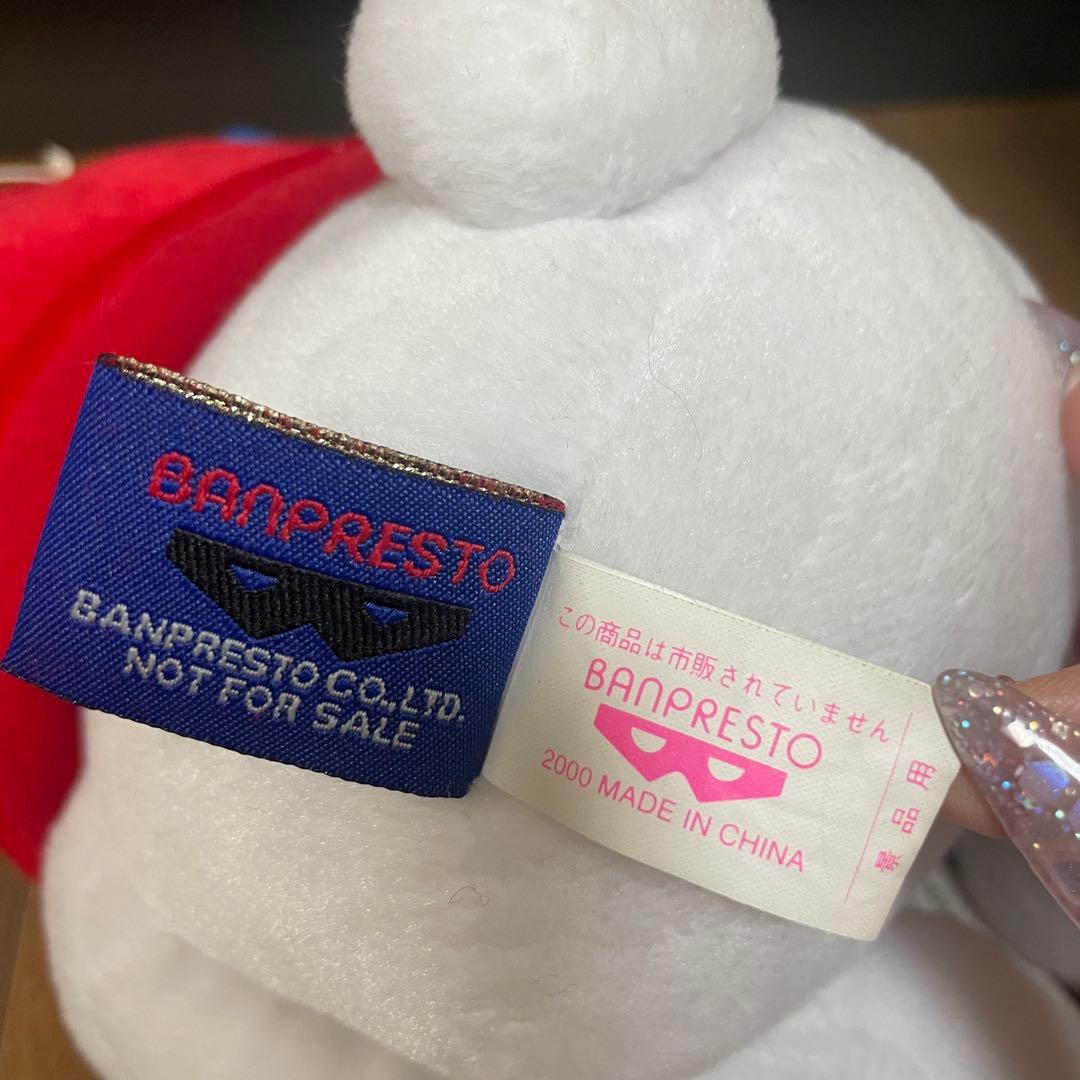 BANPRESTO
BANPRESTO CO.,LTD.
NOT FOR SALE
この商品は市販されていません
BANPRESTO
2000 MADE IN CHINA
景品用